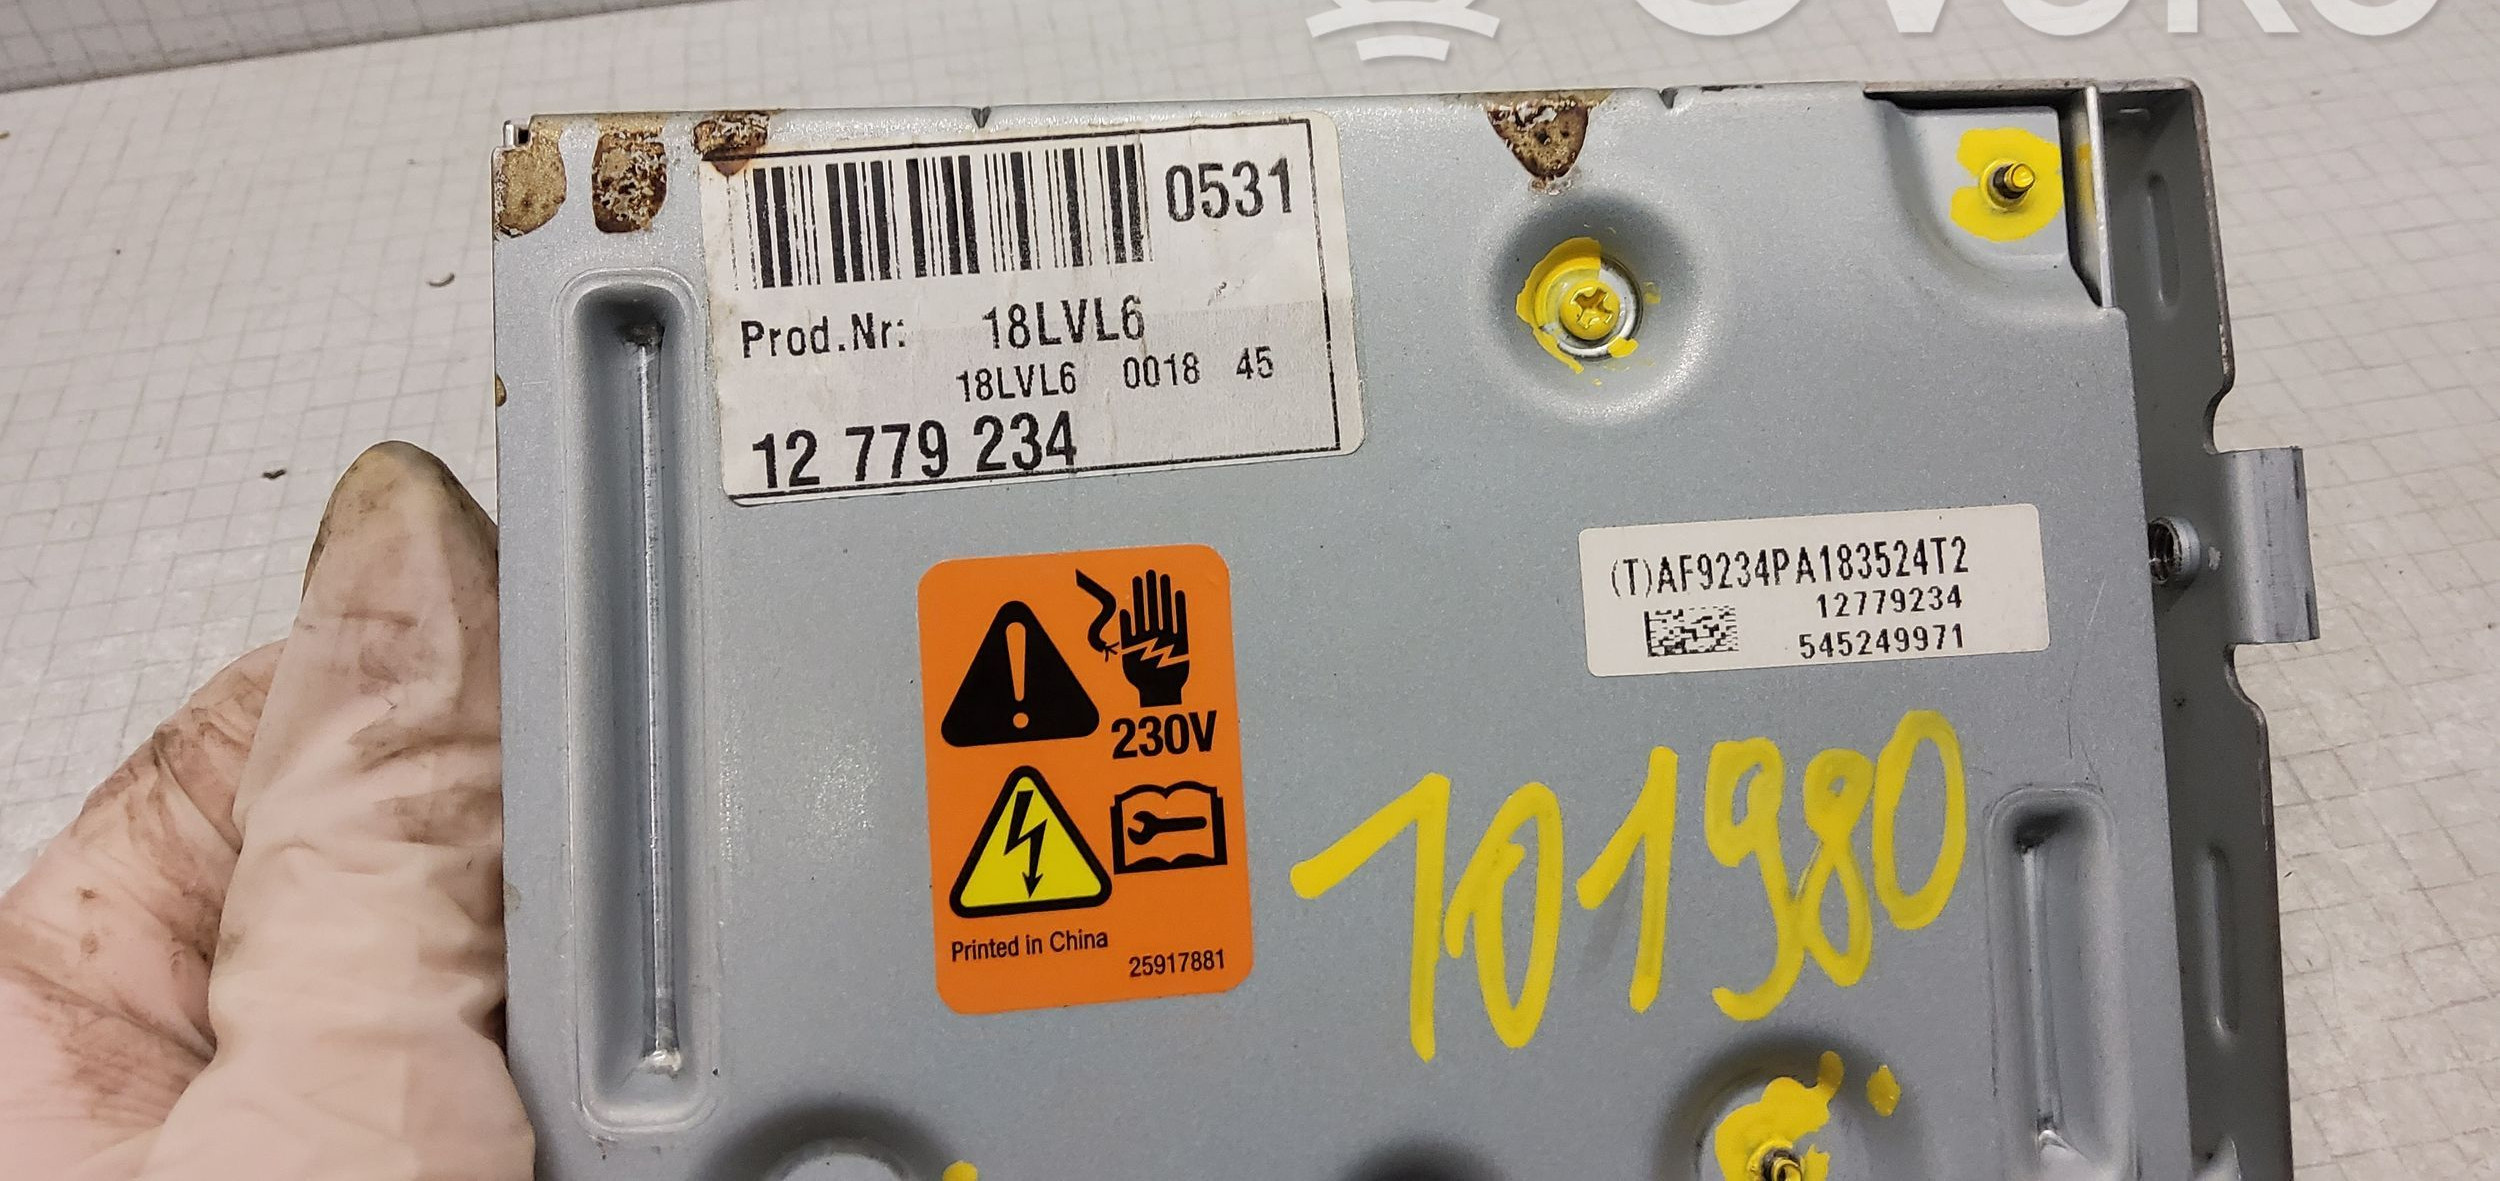 0531
Prod.Nr: 18LVL6
18LVL6 0018 45
12 779 234
(T)AF9234PA183524T2
12779234
545249971
230V
Printed in China
25917881
101980